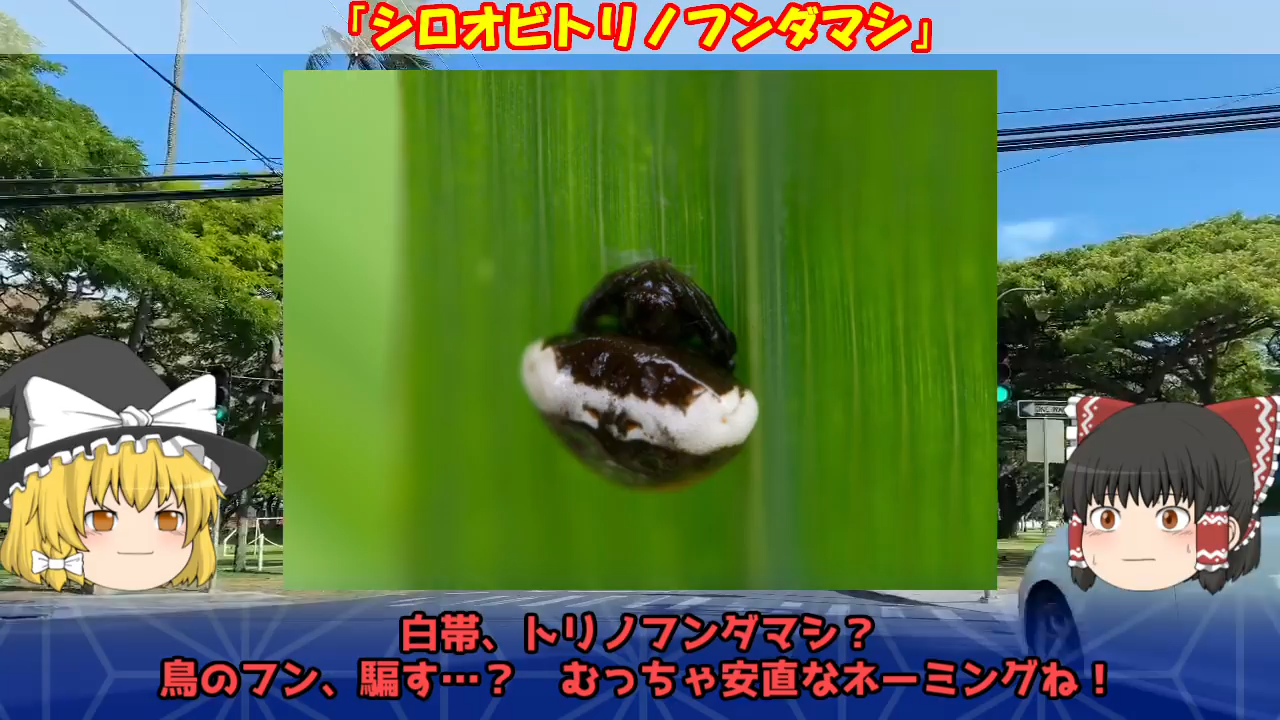 「シロオビトリノフンダマシ」
白帯、トリノフンダマシ?
鳥のフン、騙す…? むっちゃ安直なネーミングね!